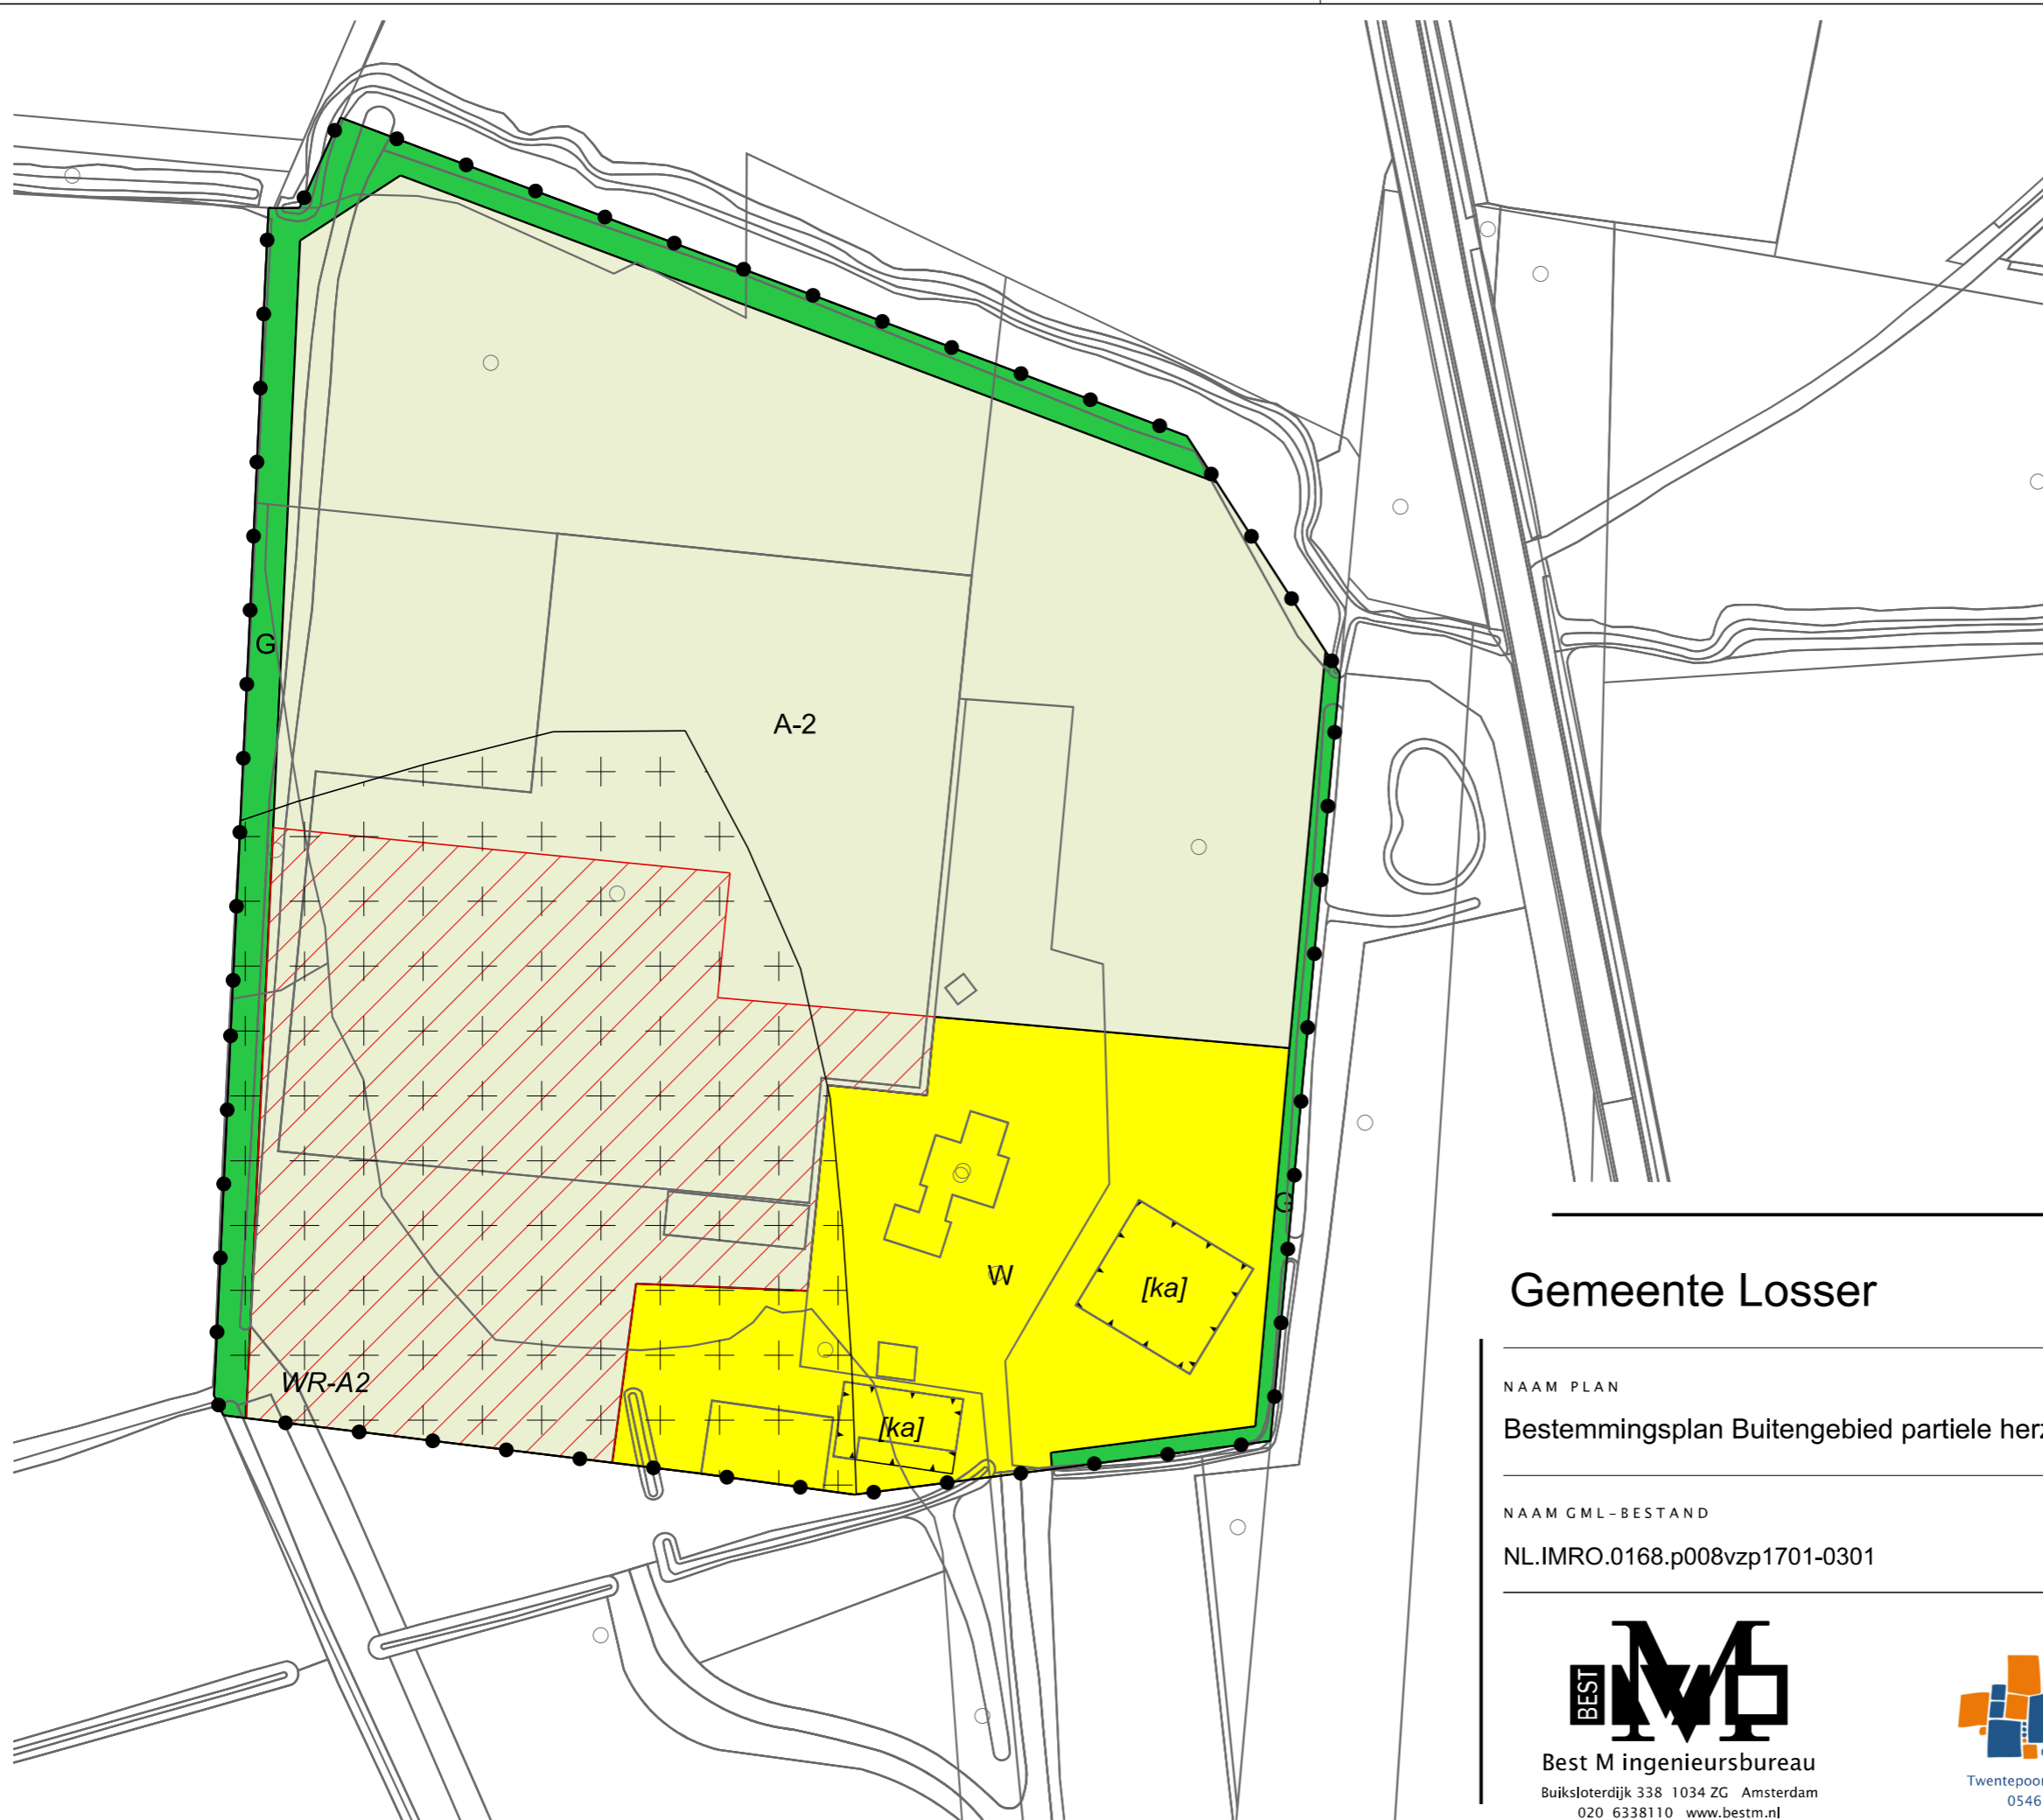 G
A-2
G
W
[ka]
[ka]
WR-A2
Gemeente Losser
NAAM PLAN
Bestemmingsplan Buitengebied partiele herz
NAAM GML-BESTAND
NL.IMRO.0168.p008vzp1701-0301
BEST
M
Best M ingenieursbureau
Buiksloterdijk 338 1034 ZG Amsterdam
020 6338110 www.bestm.nl
Twentepoor
0546